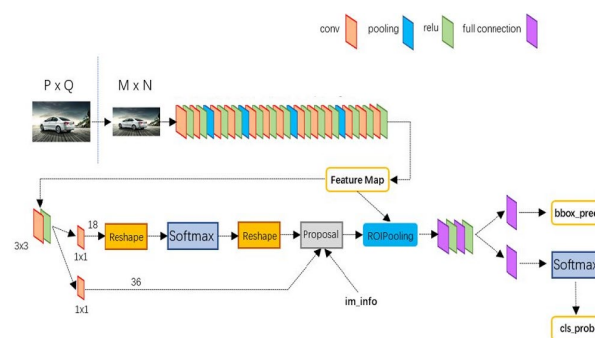 conv pooling relu full connection
P x Q M x N
Feature Map
3x3
18
1x1
Reshape
Softmax
Reshape
Proposal
ROIPooling
bbox_pred
Softmax
36
1x1
im_info
cls_prob